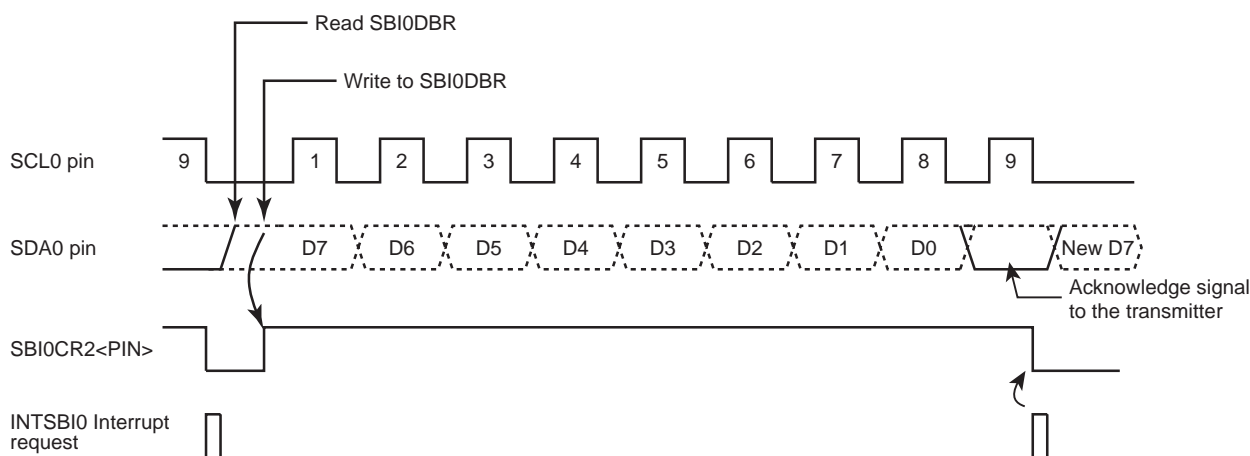 Read SBI0DBR
Write to SBI0DBR
SCL0 pin
9 1 2 3 4 5 6 7 8 9
SDA0 pin
D7 D6 D5 D4 D3 D2 D1 D0 New D7
Acknowledge signal
to the transmitter
SBI0CR2<PIN>
INTSBI0 Interrupt
request